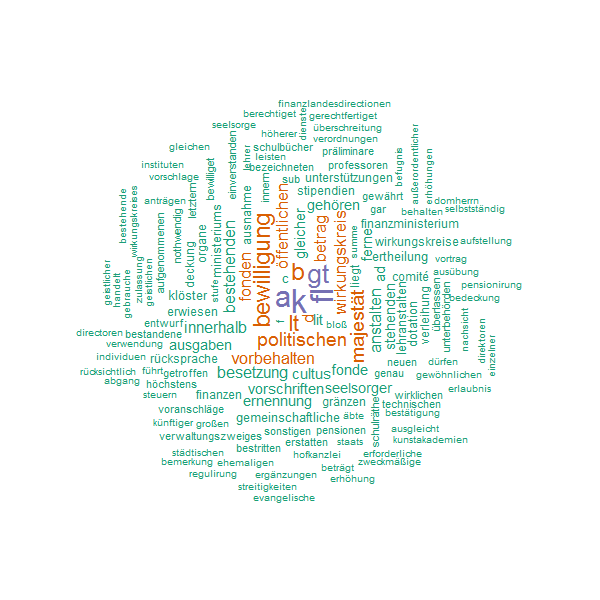 finanzlandesdirectionen
berechtiget
gerechtfertiget
dienste
seelsorge
überschreitung
höherer
verordnungen
gleichen
schulbücher
präliminare
einverstanden
lehrer
leisten
befugnis
außerordentlicher
erhöhungen
instituten
bezeichneten
professoren
vorschlage
bewilliget
innern
sub
unterstützungen
bestehende
wirkungskreises
anträgen
letztern
ausnahme
öffentlichen
stipendien
gewährt
domherrn
gehören
gar
behalten
selbstständig
aufgenommenen
nothwendig
organe
ministeriums
bestehenden
fonden
bewilligung
gleicher
betrag
wirkungskreis
summe
ferner
finanzministerium
wirkungskreise
aufstellung
geistlicher
handelt
gebrauche
zulassung
geistlichen
deckung
stufe
c
b
gt
liegt
ad
ertheilung
vortrag
comité
ausübung
klöster
ak
fll
pensionirung
erwiesen
anstalten
stehenden
lehranstalten
dotation
verleihung
überlassen
unterbehörden
bedeckung
entwurf
innerhalb
f
lt
d
lit
bloß
majestät
nachsicht
direktoren
einzelner
directoren
bestandene
verwendung
ausgaben
politischen
individuen
rücksprache
vorbehalten
neuen
dürfen
rücksichtlich
führt
getroffen
besetzung
cultus
fonde
genau
gewöhnlichen
abgang
höchstens
vorschriften
seelsorger
erlaubnis
steuern
finanzen
ernennung
gränzen
wirklichen
technischen
voranschläge
gemeinschaftliche
äbte
schulräthe
bestätigung
künftiger
großen
sonstigen
pensionen
ausgleicht
verwaltungszweiges
erstatten
staats
kunstakademien
städtischen
bestritten
hofkanzlei
erforderliche
bemerkung
ehemaligen
beträgt
zweckmäßige
regulirung
ergänzungen
erhöhung
streitigkeiten
evangelische